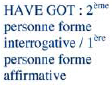 HAVE GOT : 2ème
personne forme
interrogative / 1ère
personne forme
affirmative